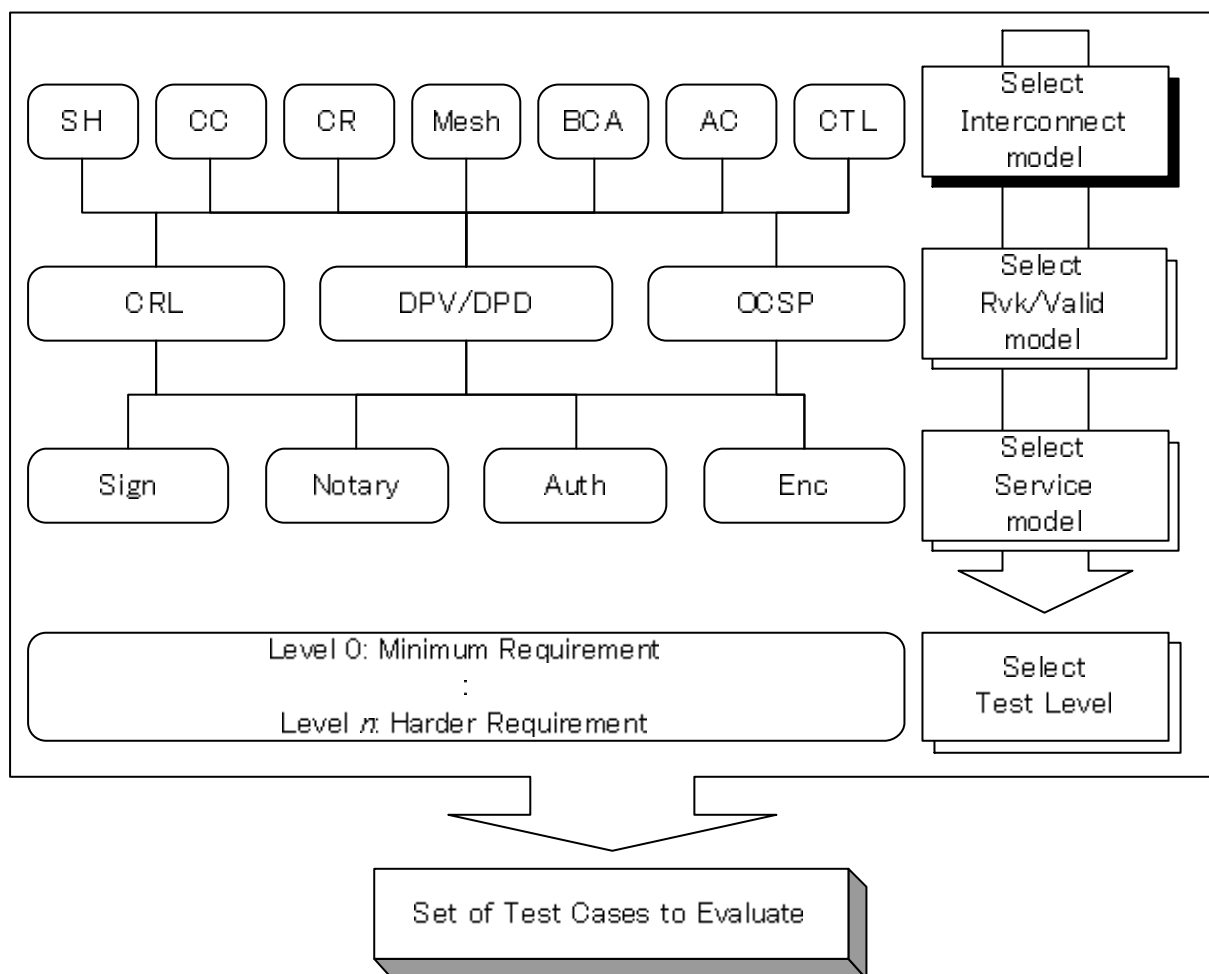 SH
CC
CR
Mesh
BCA
AC
CTL
Select
Interconnect
model
CRL
DPV/DPD
OCSP
Select
Rvk/Valid
model
Sign
Notary
Auth
Enc
Select
Service
model
Level 0: Minimum Requirement
:
Level n: Harder Requirement
Select
Test Level
Set of Test Cases to Evaluate